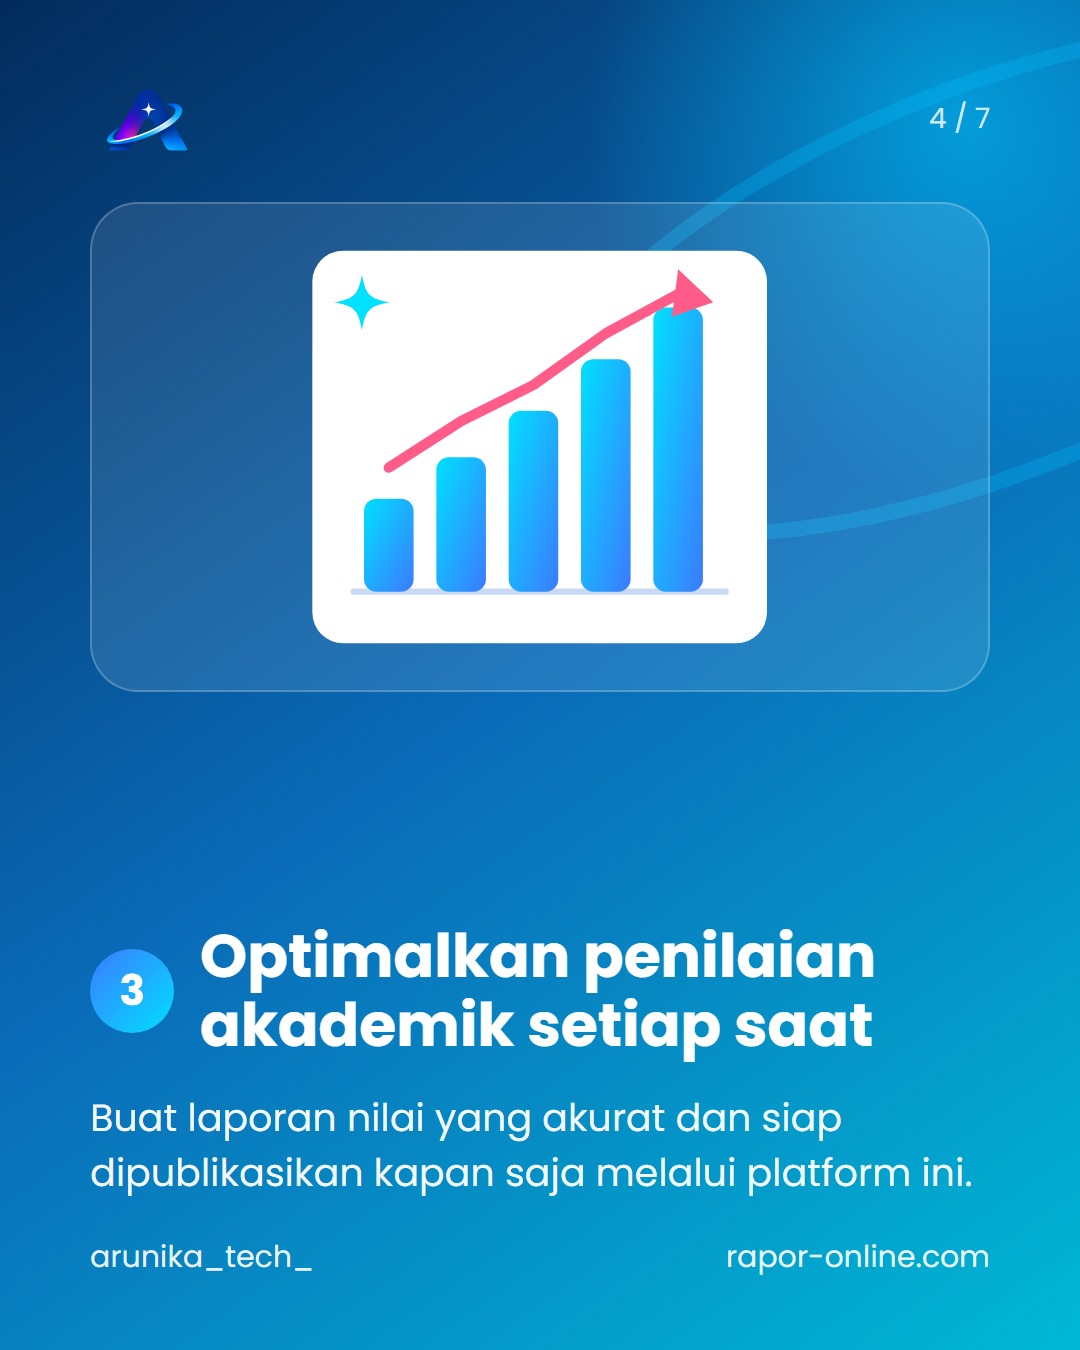 4 / 7
3
Optimalkan penilaian
akademik setiap saat
Buat laporan nilai yang akurat dan siap
dipublikasikan kapan saja melalui platform ini.
arunika_tech_
rapor-online.com